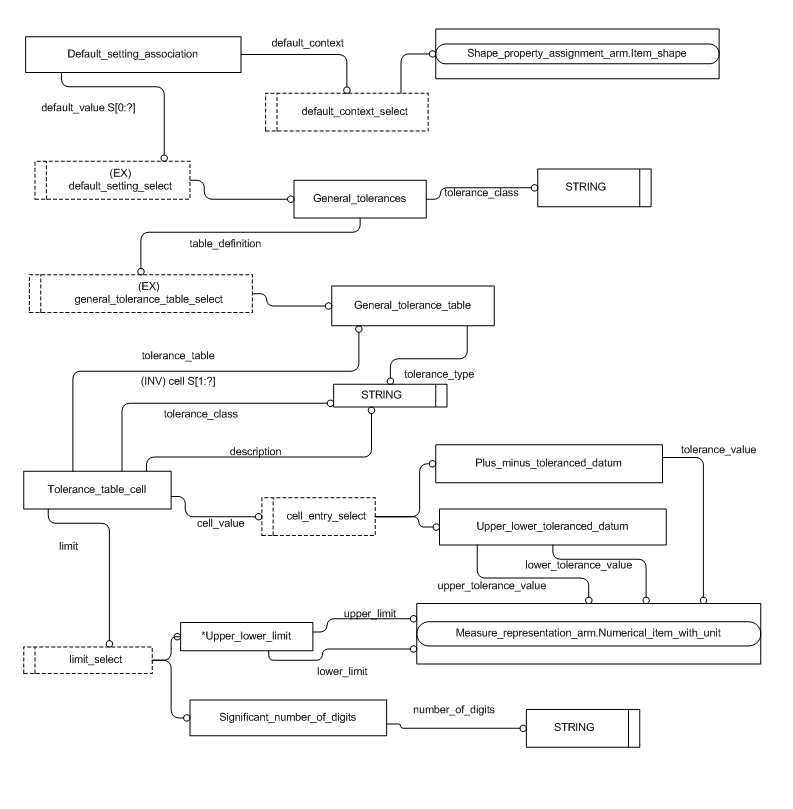 default_context
Default_setting_association
Shape_property_assignment_arm.Item_shape
default_value S[0:?]
default_context_select
(EX)
default_setting_select
General_tolerances
tolerance_class
STRING
table_definition
(EX)
general_tolerance_table_select
General_tolerance_table
tolerance_table
(INV) cell S[1:?]
tolerance_type
STRING
tolerance_class
description
Tolerance_table_cell
Plus_minus_toleranced_datum
tolerance_value
cell_value
cell_entry_select
Upper_lower_toleranced_datum
limit
lower_tolerance_value
upper_tolerance_value
upper_limit
*Upper_lower_limit
Measure_representation_arm.Numerical_item_with_unit
limit_select
lower_limit
Significant_number_of_digits
number_of_digits
STRING